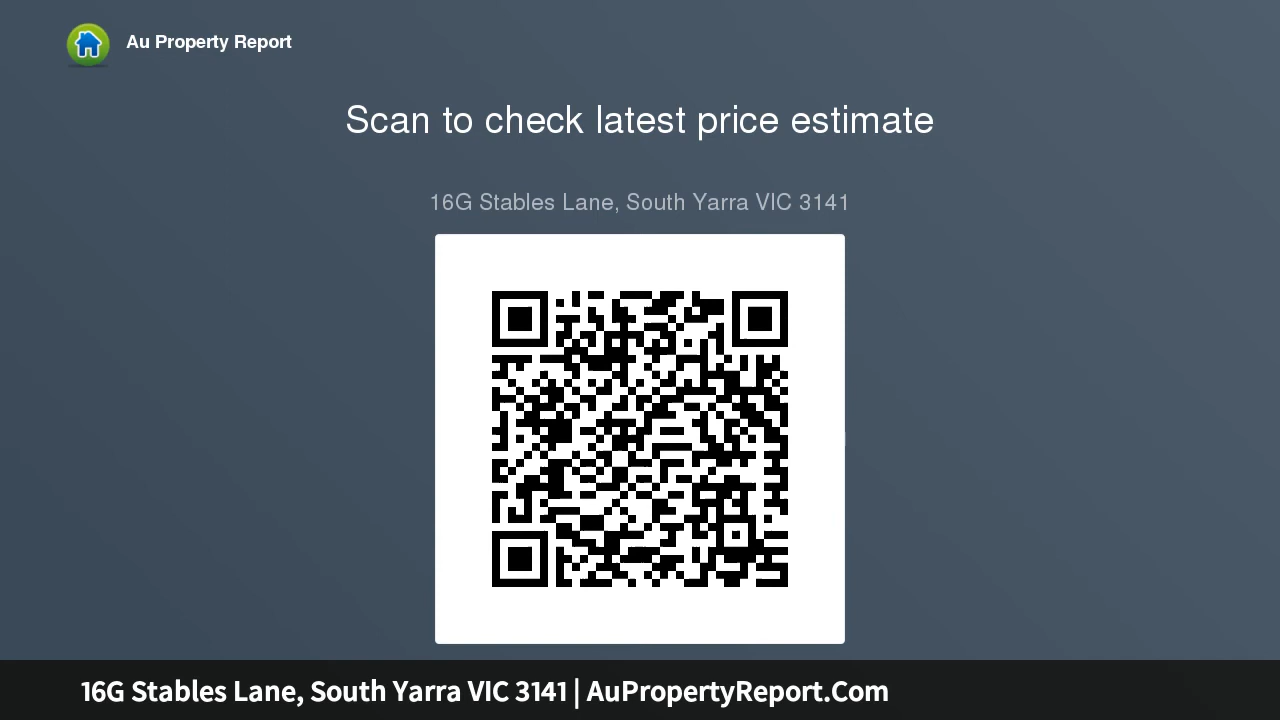 Au Property Report
Scan to check latest price estimate
16G Stables Lane, South Yarra VIC 3141
16G Stables Lane, South Yarra VIC 3141 | AuPropertyReport.Com